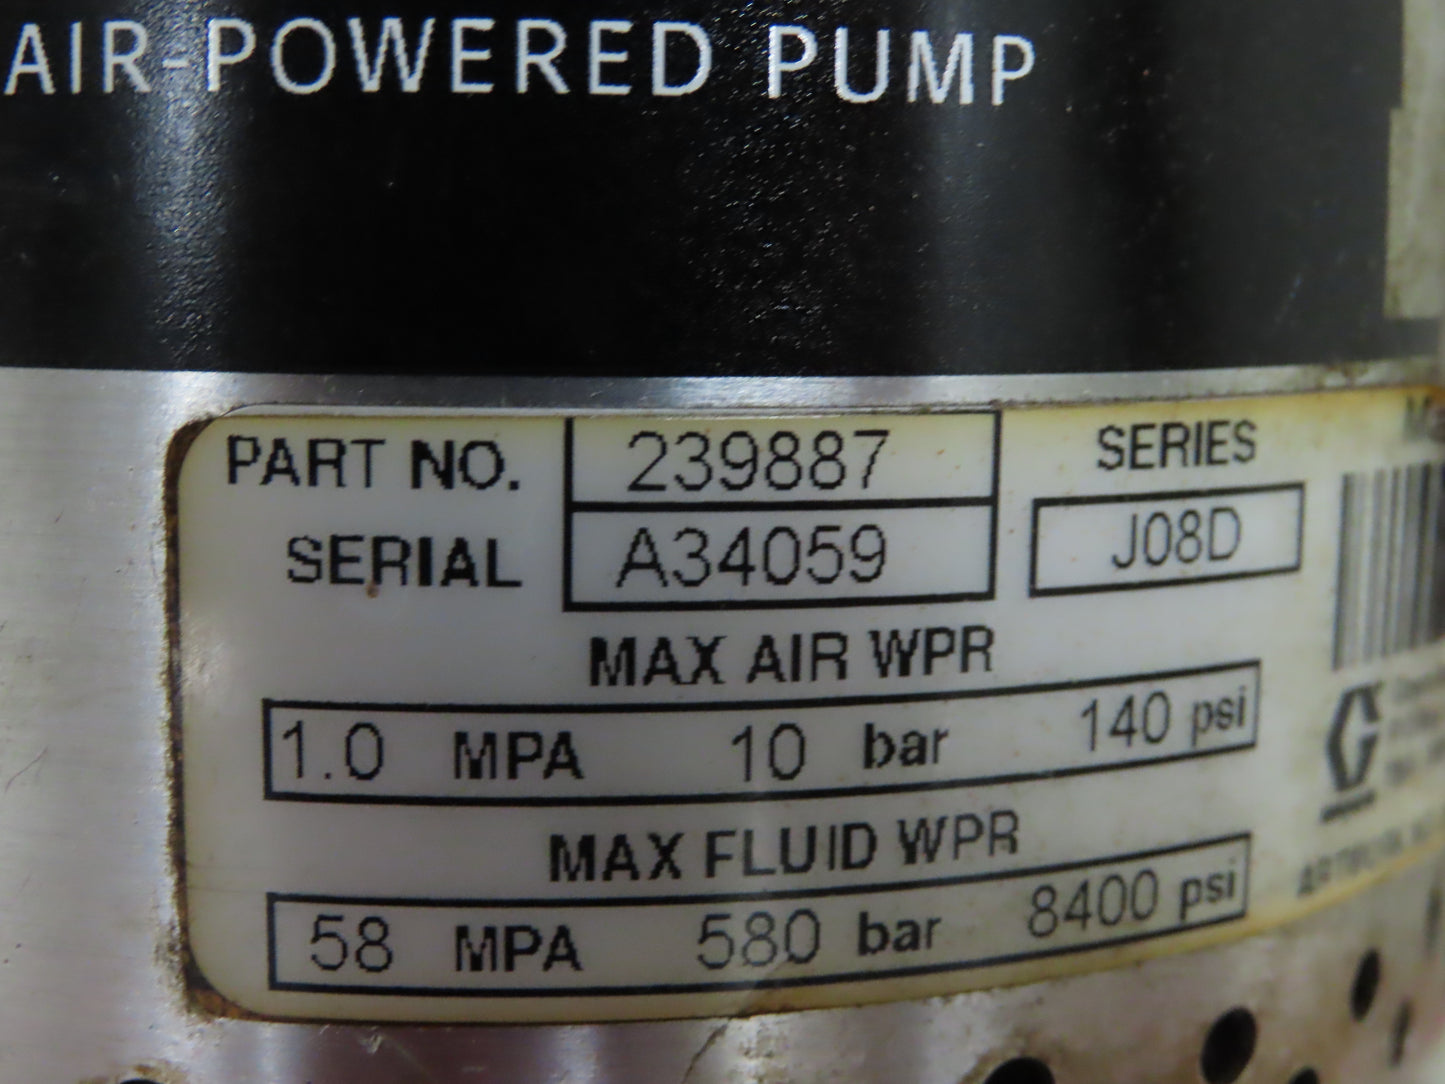 AIR-POWERED PUMP
PART NO. 239887
SERIES
SERIAL A34059
J08D
MAX AIR WPR
1.0 MPA 10 bar 140 psi
MAX FLUID WPR
58 MPA 580 bar 8400 psi